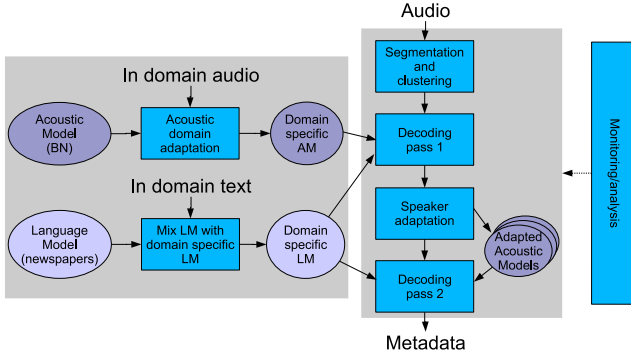 Audio
Segmentation
and
clustering
In domain audio
Acoustic
Model
(BN)
Acoustic
domain
adaptation
Domain
specific
AM
Decoding
pass 1
In domain text
Speaker
adaptation
Language
Model
(newspapers)
Mix LM with
domain specific
LM
Domain
specific
LM
Adapted
Acoustic
Models
Decoding
pass 2
Metadata
Monitoring/analysis